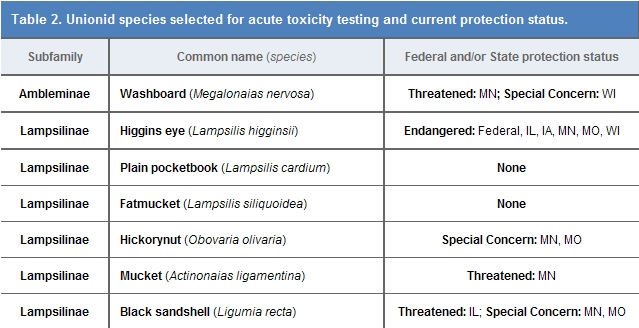 Table 2. Unionid species selected for acute toxicity testing and current protection status.
Subfamily Common name (species) Federal and/or State protection status
Ambleminae Washboard (Megalonaias nervosa) Threatened: MN; Special Concern: WI
Lampsilinae Higgins eye (Lampsilis higginsii) Endangered: Federal, IL, IA, MN, MO, WI
Lampsilinae Plain pocketbook (Lampsilis cardium) None
Lampsilinae Fatmucket (Lampsilis siliquoidea) None
Lampsilinae Hickorynut (Obovaria olivaria) Special Concern: MN, MO
Lampsilinae Mucket (Actinonaias ligamentina) Threatened: MN
Lampsilinae Black sandshell (Ligumia recta) Threatened: IL; Special Concern: MN, MO